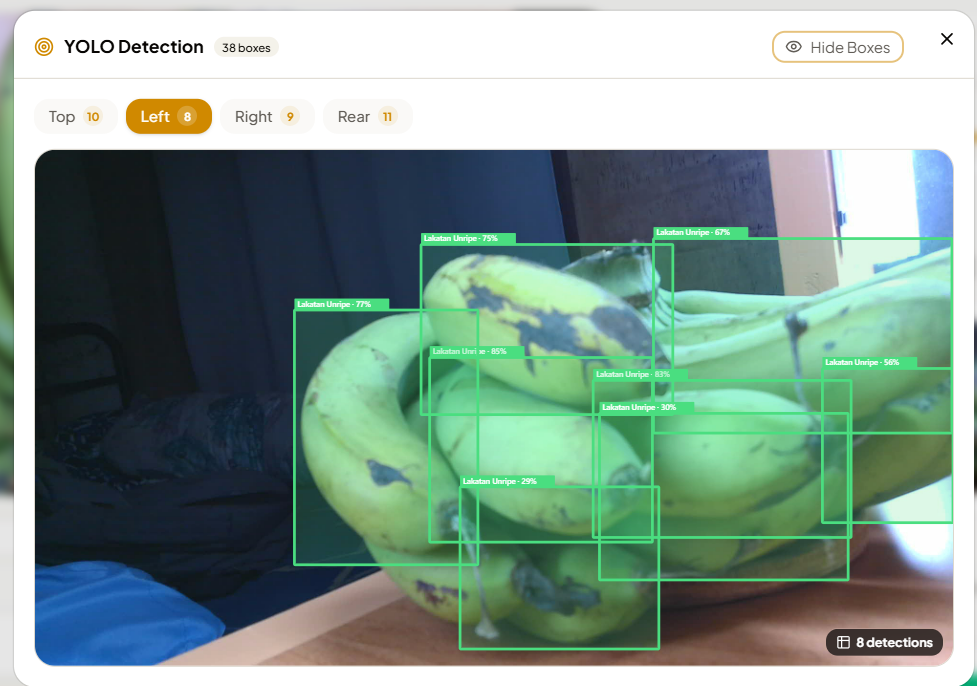 YOLO Detection 38 boxes Hide Boxes
Top 10 Left 8 Right 9 Rear 11
Lakatan Unripe - 67%
Lakatan Unripe - 75%
Lakatan Unripe - 77%
Lakatan Unripe - 85%
Lakatan Unripe - 56%
Lakatan Unripe - 83%
Lakatan Unripe - 30%
Lakatan Unripe - 29%
8 detections